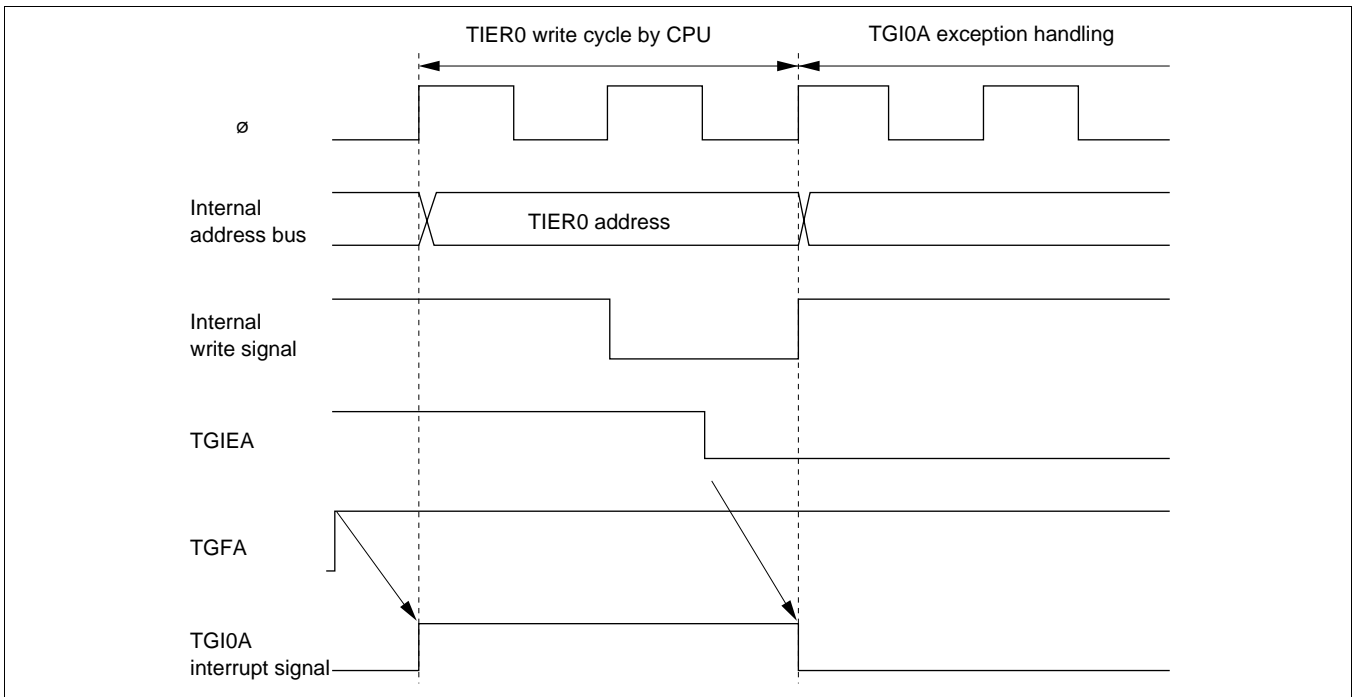 TIER0 write cycle by CPU
TGI0A exception handling
ø
Internal
address bus
TIER0 address
Internal
write signal
TGIEA
TGFA
TGI0A
interrupt signal